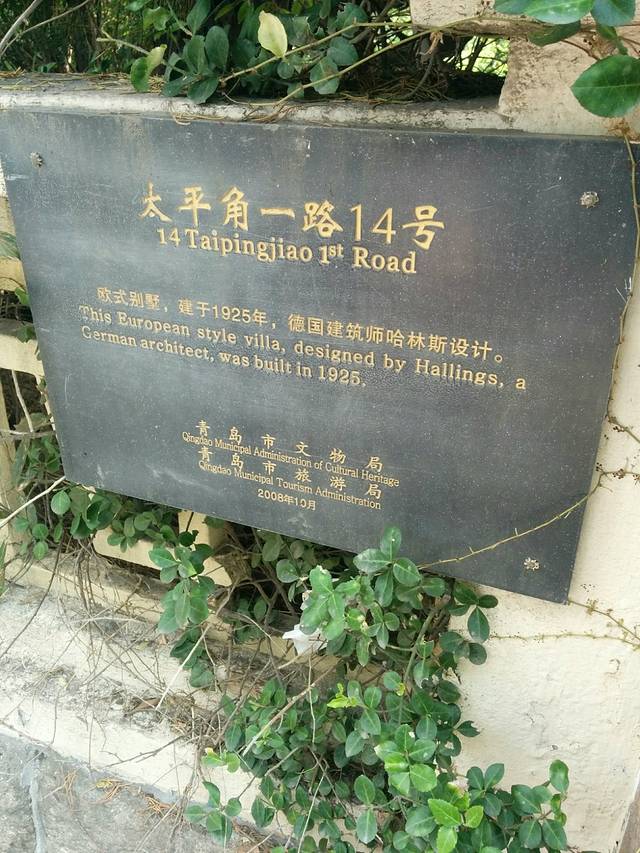 太平角一路14号
14 Taipingjiao 1st Road
欧式别墅，建于1925年，德国建筑师哈林斯设计。
This European style villa, designed by Hallings, a
German architect, was built in 1925.
青岛市文物局
Qingdao Municipal Administration of Cultural Heritage
青岛市旅游局
Qingdao Municipal Tourism Administration
2008年10月